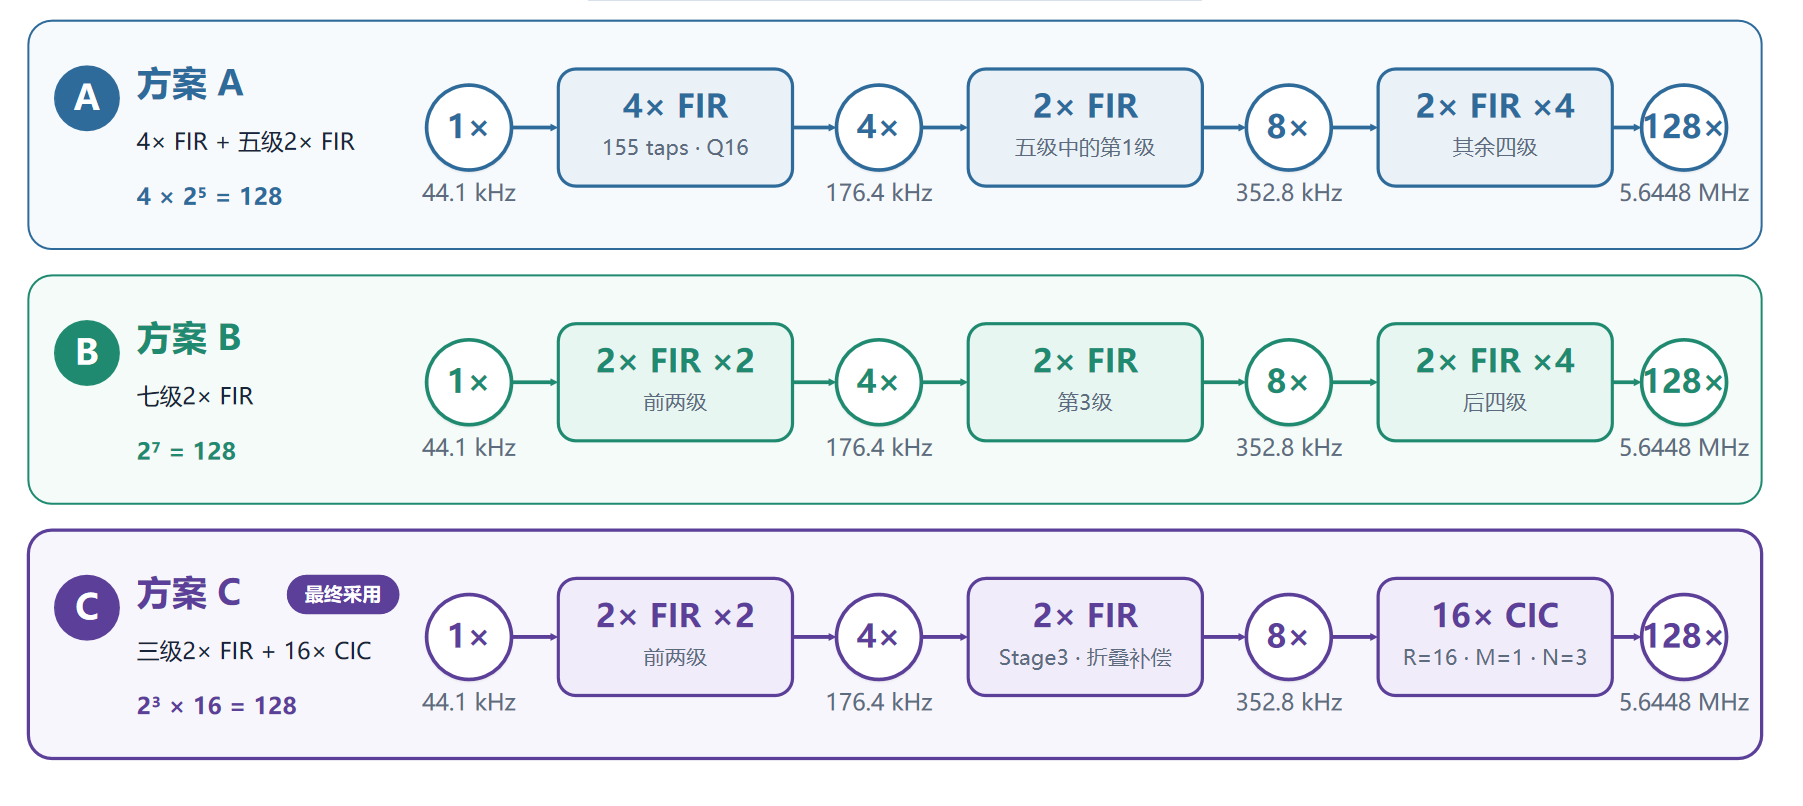 A
方案 A
4× FIR + 五级2× FIR
4 × 2⁵ = 128
1×
44.1 kHz
4× FIR
155 taps · Q16
4×
176.4 kHz
2× FIR
五级中的第1级
8×
352.8 kHz
2× FIR ×4
其余四级
128×
5.6448 MHz
B
方案 B
七级2× FIR
2⁷ = 128
1×
44.1 kHz
2× FIR ×2
前两级
4×
176.4 kHz
2× FIR
第3级
8×
352.8 kHz
2× FIR ×4
后四级
128×
5.6448 MHz
C
方案 C
最终采用
三级2× FIR + 16× CIC
2³ × 16 = 128
1×
44.1 kHz
2× FIR ×2
前两级
4×
176.4 kHz
2× FIR
Stage3 · 折叠补偿
8×
352.8 kHz
16× CIC
R=16 · M=1 · N=3
128×
5.6448 MHz